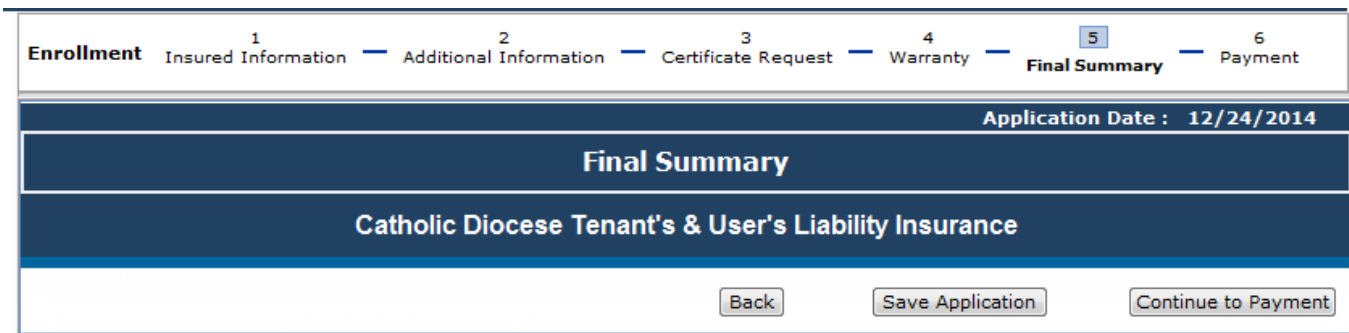 Enrollment 1 Insured Information — 2 Additional Information — 3 Certificate Request — 4 Warranty — 5 Final Summary — 6 Payment
Application Date : 12/24/2014
Final Summary
Catholic Diocese Tenant's & User's Liability Insurance
Back Save Application Continue to Payment